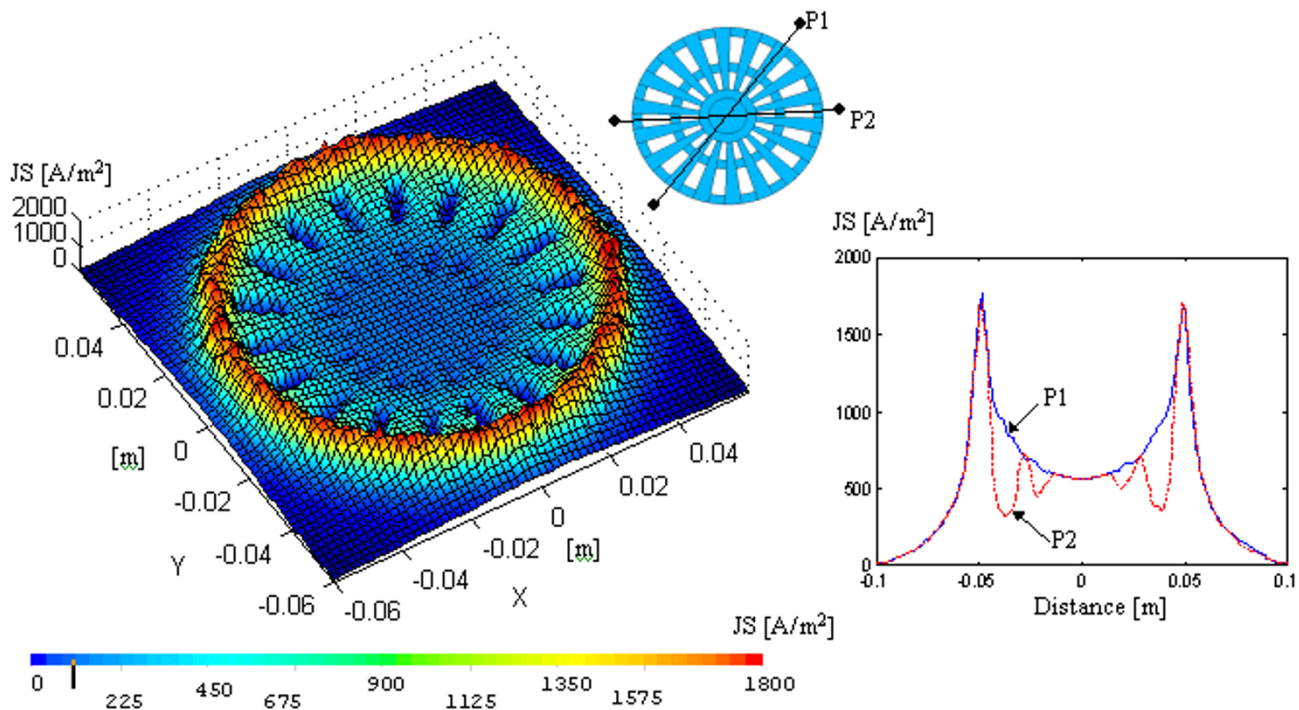 P1
P2
JS [A/m²]
2000
1000
0
0.04
0.02
[m]
0
-0.02
Y
-0.04
-0.06
-0.06
-0.04
X
-0.02
[m]
0
0.02
0.04
JS [A/m²]
2000
1500
1000
500
0
P1
P2
-0.1
-0.05
0
0.05
0.1
Distance [m]
JS [A/m²]
0
225
450
675
900
1125
1350
1575
1800